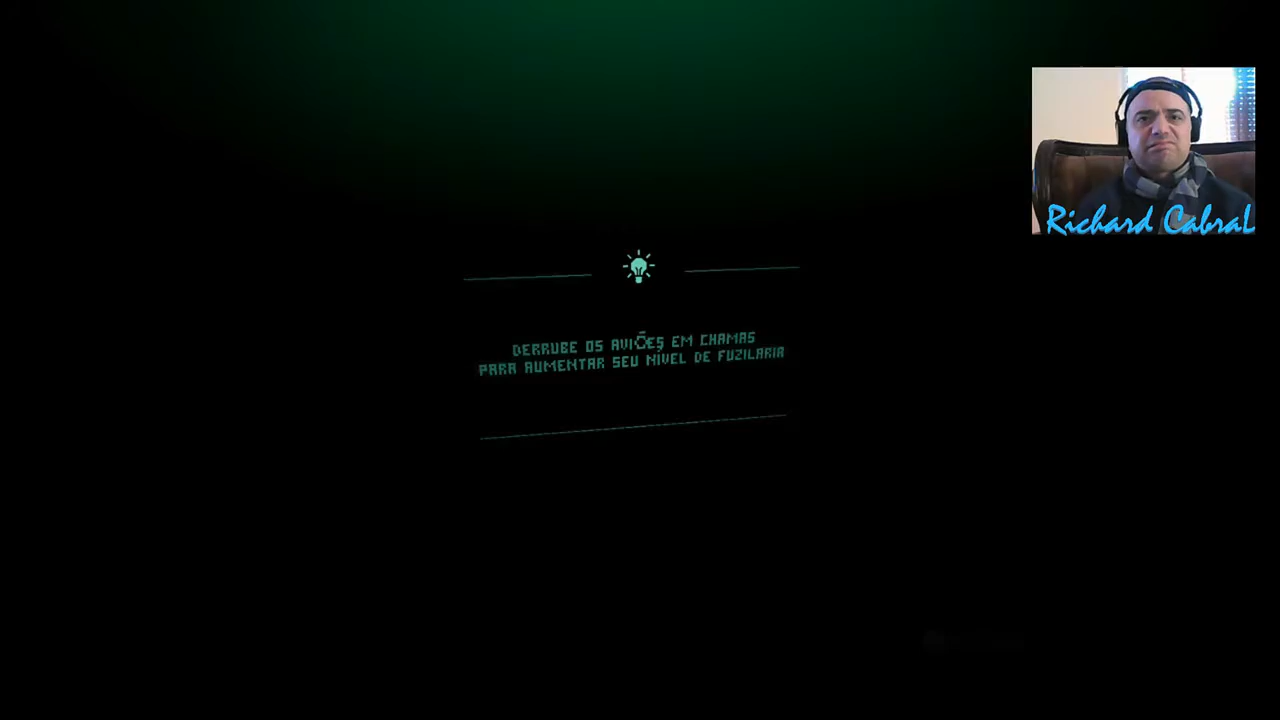 Richard Cabral
DERRUBE OS AVIÕES EM CHAMAS
PARA AUMENTAR SEU NÍVEL DE FUZILARIA